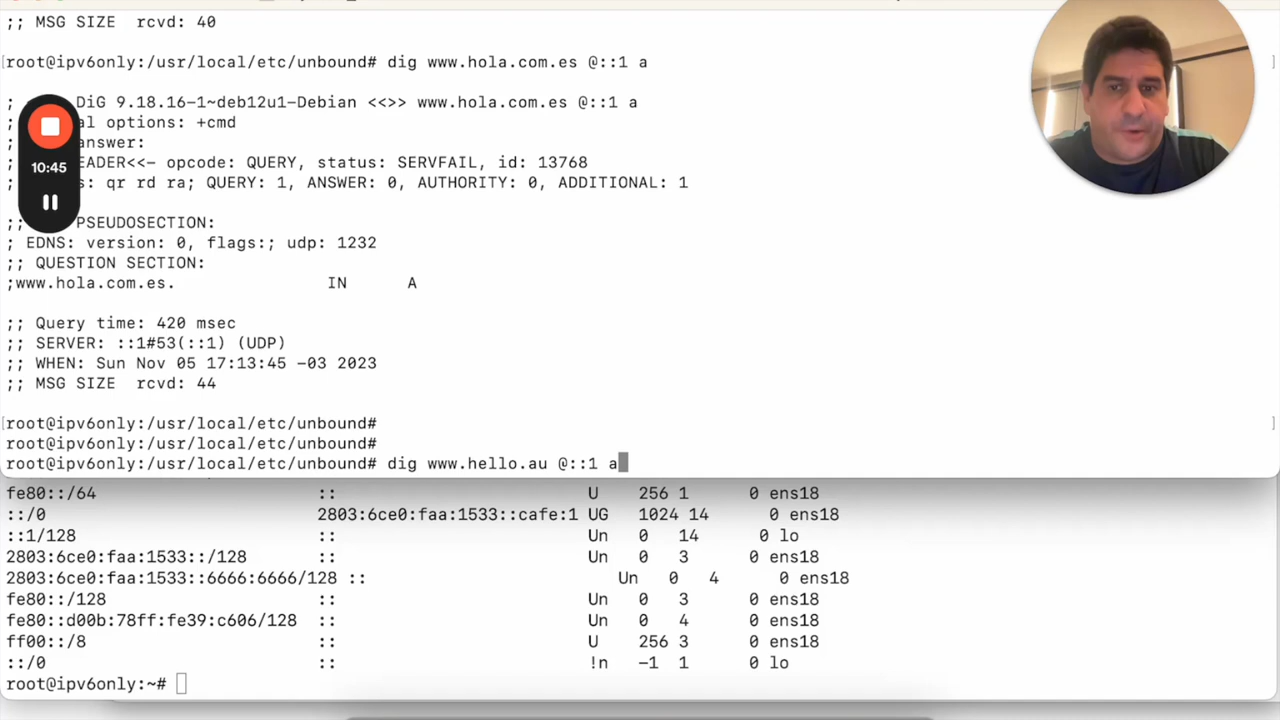 ;; MSG SIZE  rcvd: 40
[root@ipv6only:/usr/local/etc/unbound# dig www.hola.com.es @::1 a ]
; DiG 9.18.16-1~deb12u1-Debian <<>> www.hola.com.es @::1 a
; al options: +cmd
; answer:
; EADER<<- opcode: QUERY, status: SERVFAIL, id: 13768
; s: qr rd ra; QUERY: 1, ANSWER: 0, AUTHORITY: 0, ADDITIONAL: 1
10:45
;; PSEUDOSECTION:
; EDNS: version: 0, flags:; udp: 1232
;; QUESTION SECTION:
;www.hola.com.es. IN A
;; Query time: 420 msec
;; SERVER: ::1#53(::1) (UDP)
;; WHEN: Sun Nov 05 17:13:45 -03 2023
;; MSG SIZE  rcvd: 44
[root@ipv6only:/usr/local/etc/unbound# ]
root@ipv6only:/usr/local/etc/unbound#
root@ipv6only:/usr/local/etc/unbound# dig www.hello.au @::1 a
fe80::/64 :: U 256 1 0 ens18
::/0 2803:6ce0:faa:1533::cafe:1 UG 1024 14 0 ens18
::1/128 :: Un 0 14 0 lo
2803:6ce0:faa:1533::/128 :: Un 0 3 0 ens18
2803:6ce0:faa:1533::6666:6666/128 :: Un 0 4 0 ens18
fe80::/128 :: Un 0 3 0 ens18
fe80::d00b:78ff:fe39:c606/128 :: Un 0 4 0 ens18
ff00::/8 :: U 256 3 0 ens18
::/0 :: !n -1 1 0 lo
root@ipv6only:~#